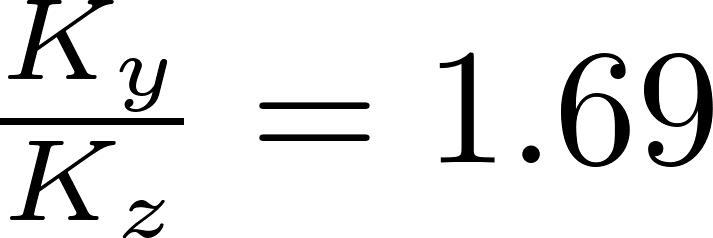 K_y / K_z = 1.69